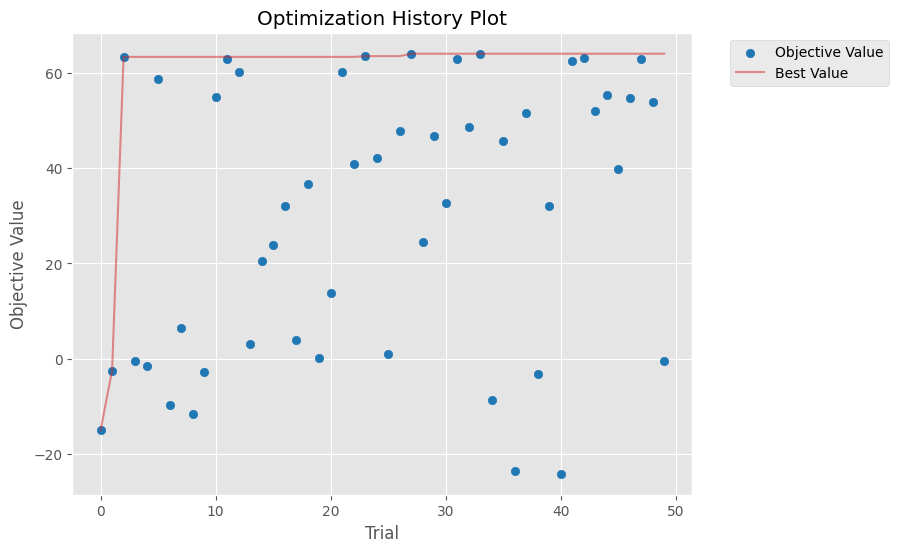 Optimization History Plot
Objective Value
Best Value
Objective Value
60
40
20
0
−20
0 10 20 30 40 50
Trial